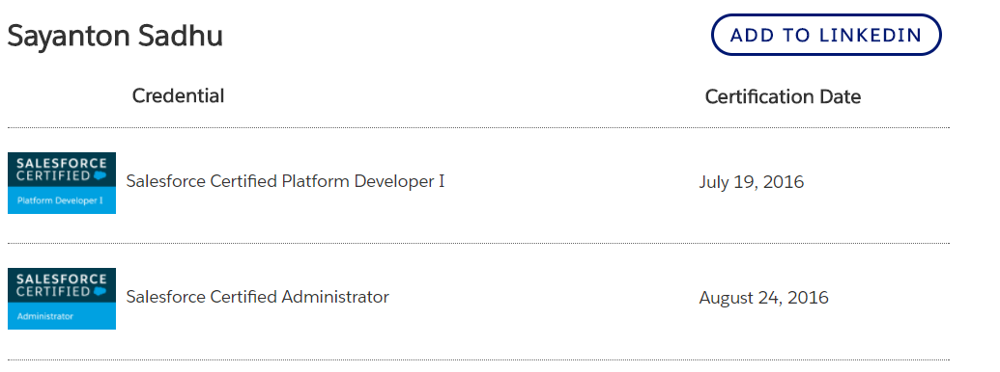 Sayanton Sadhu
ADD TO LINKEDIN
Credential
Certification Date
SALESFORCE
CERTIFIED
Platform Developer I
Salesforce Certified Platform Developer I
July 19, 2016
SALESFORCE
CERTIFIED
Administrator
Salesforce Certified Administrator
August 24, 2016